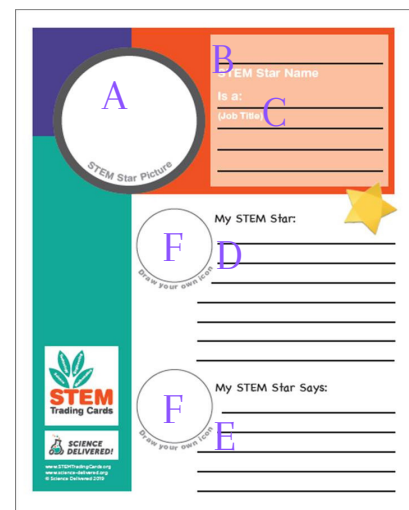 A
B
STEM Star Name
Is a:
C
(Job Title)
STEM Star Picture
My STEM Star:
F
D
Draw your own icon
My STEM Star Says:
F
E
Draw your own icon
STEM
Trading Cards
SCIENCE
DELIVERED!
www.STEMTradingCards.org
www.science-delivered.org
© Science Delivered 2019